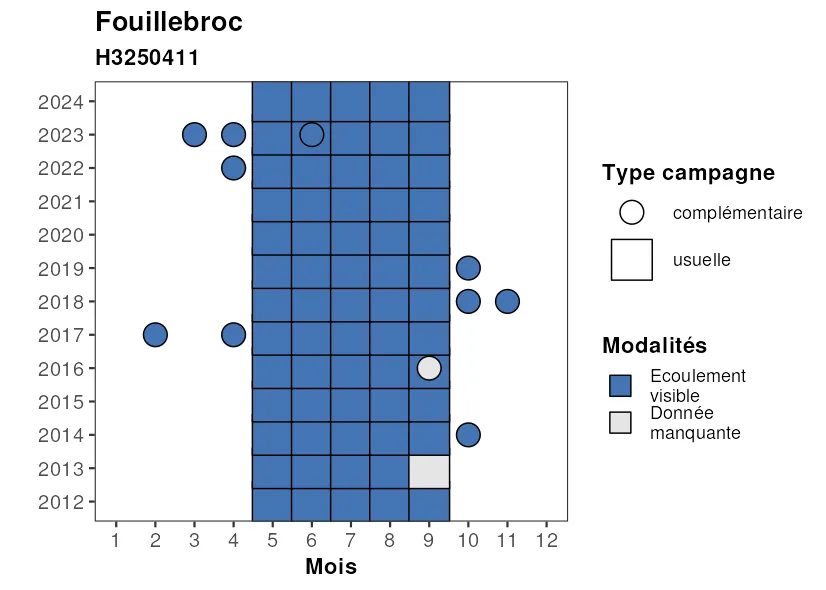 Fouillebroc
H3250411
2024
2023
2022
2021
2020
2019
2018
2017
2016
2015
2014
2013
2012
1 2 3 4 5 6 7 8 9 10 11 12
Mois
Type campagne
complémentaire
usuelle
Modalités
Ecoulement
visible
Donnée
manquante